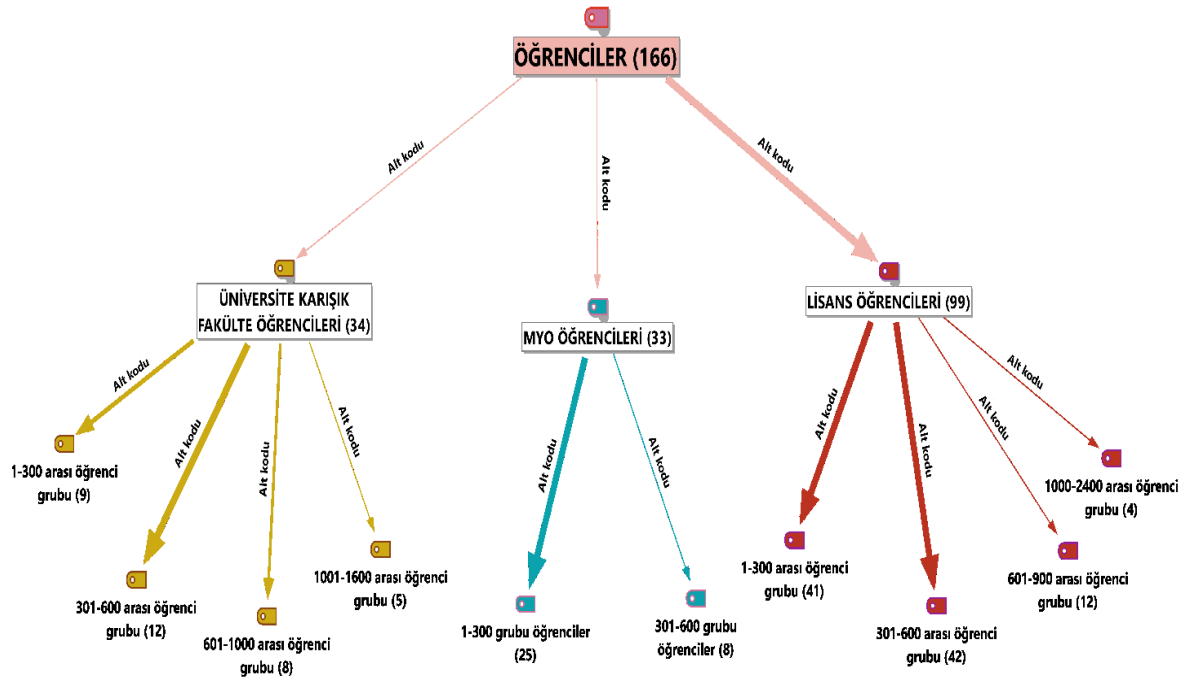 ÖĞRENCİLER (166)
Alt kodu
Alt kodu
Alt kodu
ÜNİVERSİTE KARIŞIK
FAKÜLTE ÖĞRENCİLERİ (34)
MYO ÖĞRENCİLERİ (33)
LİSANS ÖĞRENCİLERİ (99)
Alt kodu
Alt kodu
Alt kodu
Alt kodu
Alt kodu
Alt kodu
Alt kodu
Alt kodu
Alt kodu
Alt kodu
1-300 arası öğrenci
grubu (9)
301-600 arası öğrenci
grubu (12)
601-1000 arası öğrenci
grubu (8)
1001-1600 arası öğrenci
grubu (5)
1-300 grubu öğrenciler
(25)
301-600 grubu
öğrenciler (8)
1-300 arası öğrenci
grubu (41)
301-600 arası öğrenci
grubu (42)
601-900 arası öğrenci
grubu (12)
1000-2400 arası öğrenci
grubu (4)